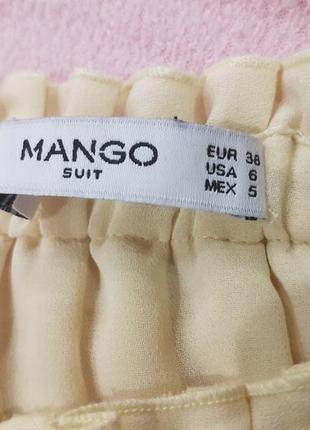 MANGO
SUIT
EUR 38
USA 6
MEX 5